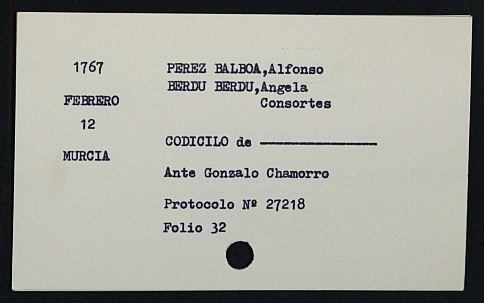 1767
FEBRERO
12
MURCIA
PEREZ BALBOA,Alfonso
BERDU BERDU,Angela
Consortes
CODICILO de ----------------
Ante Gonzalo Chamorro
Protocolo Nº 27218
Folio 32